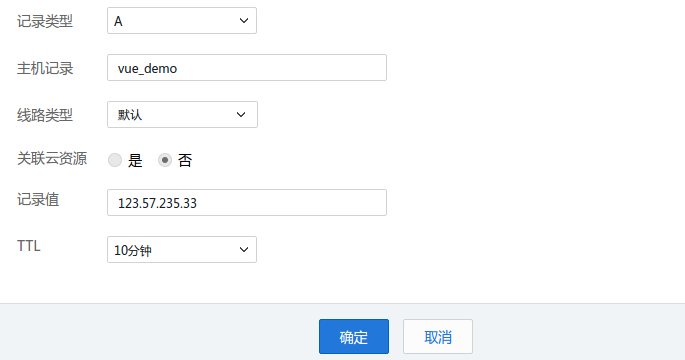 记录类型 A
主机记录 vue_demo
线路类型 默认
关联云资源 是 否
记录值 123.57.235.33
TTL 10分钟
确定 取消